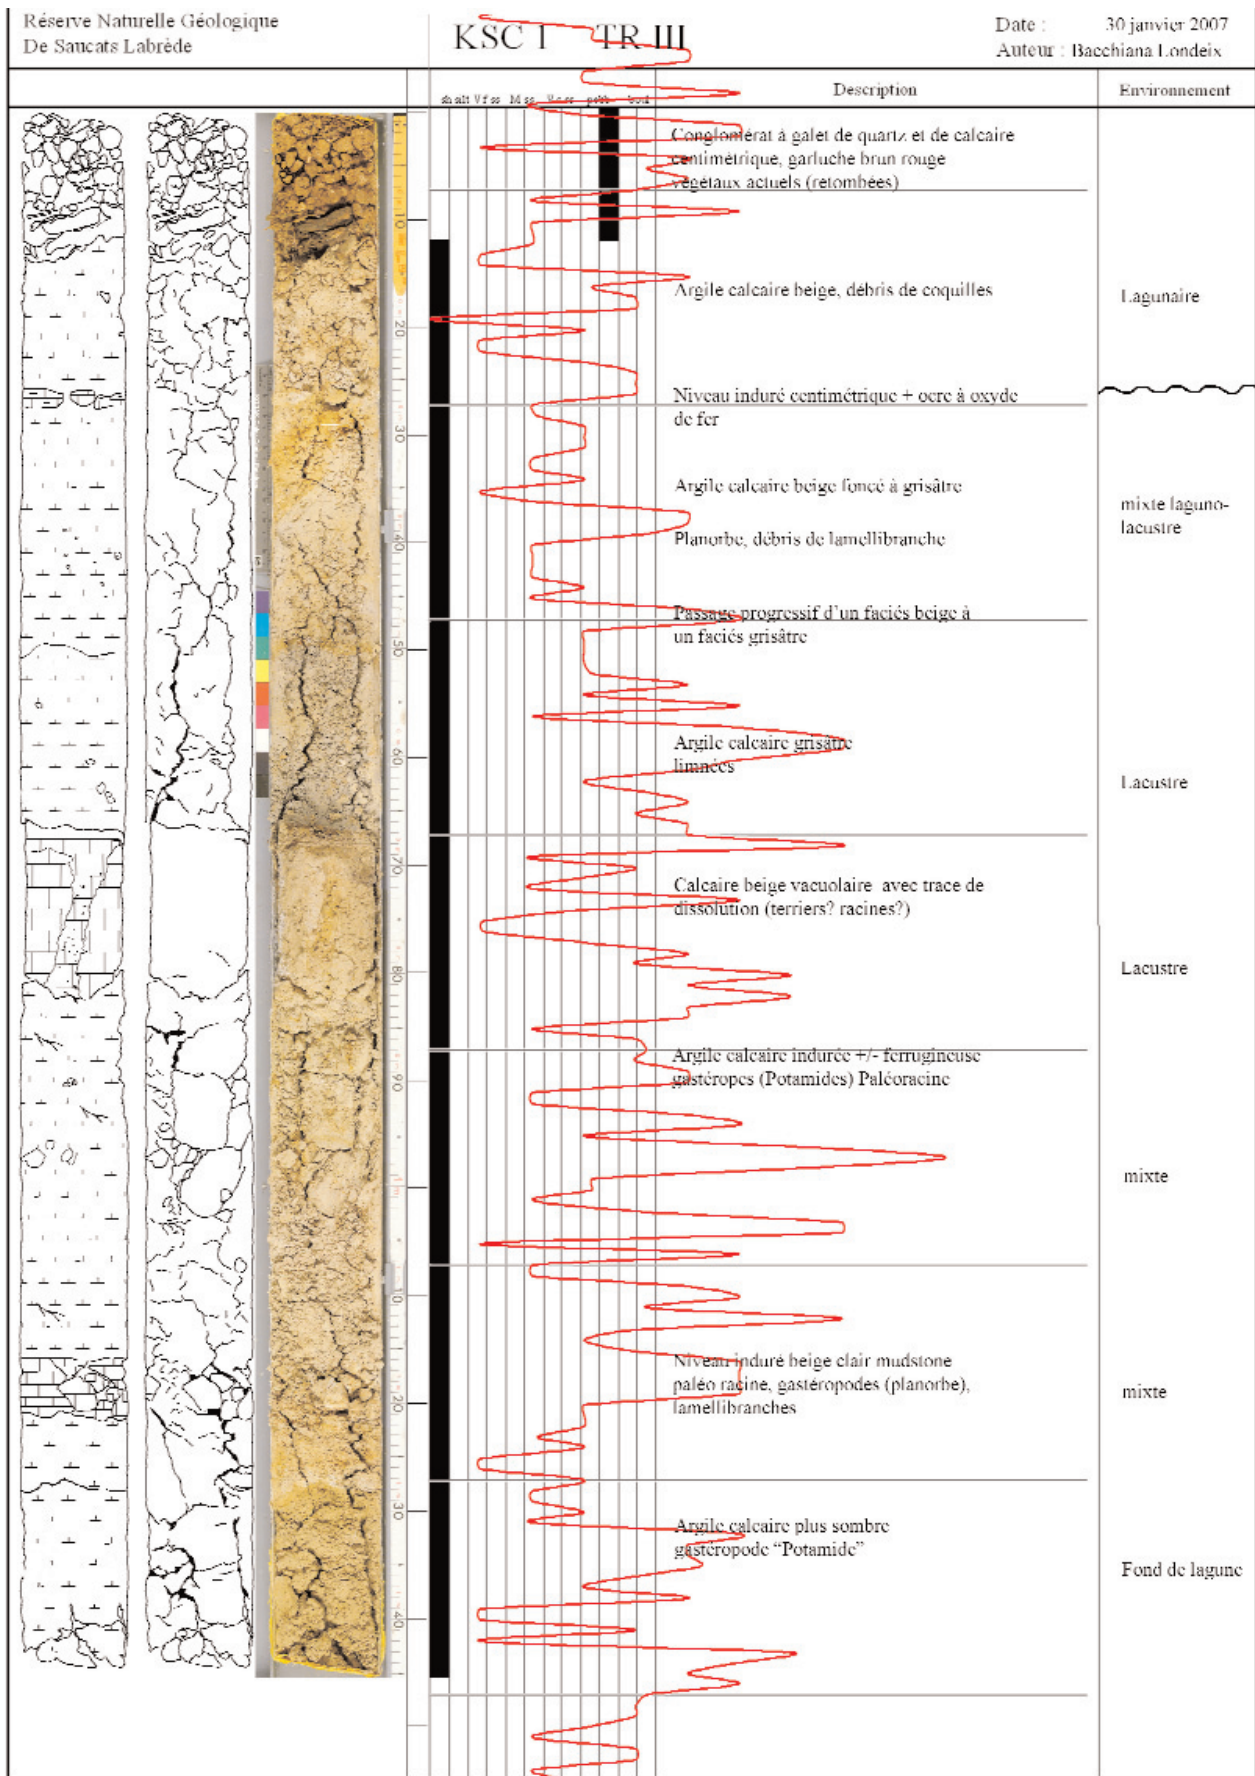 Réserve Naturelle Géologique
De Saucats Labrède
KSC 1 TR III
Date : 30 janvier 2007
Auteur : Bacchiana Londeix
Description
Environnement
Conglomérat à galet de quartz et de calcaire
centimétrique, garluche brun rouge
végétaux actuels (retombées)
10
Argile calcaire beige, débris de coquilles
Lagunaire
20
Niveau induré centimétrique + ocre à oxyde
de fer
30
Argile calcaire beige foncé à grisâtre
mixte laguno-
lacustre
Planorbe, débris de lamellibranche
40
Passage progressif d'un faciés beige à
un faciés grisâtre
50
Argile calcaire grisâtre
limnées
60
Lacustre
70
Calcaire beige vacuolaire avec trace de
dissolution (terriers? racines?)
Lacustre
80
Argile calcaire indurée +/- ferrugineuse
gastéropes (Potamides) Paléoracine
90
mixte
10
Niveau induré beige clair mudstone
paléo racine, gastéropodes (planorbe),
lamellibranches
mixte
20
30
Argile calcaire plus sombre
gastéropode "Potamide"
Fond de lagune
40